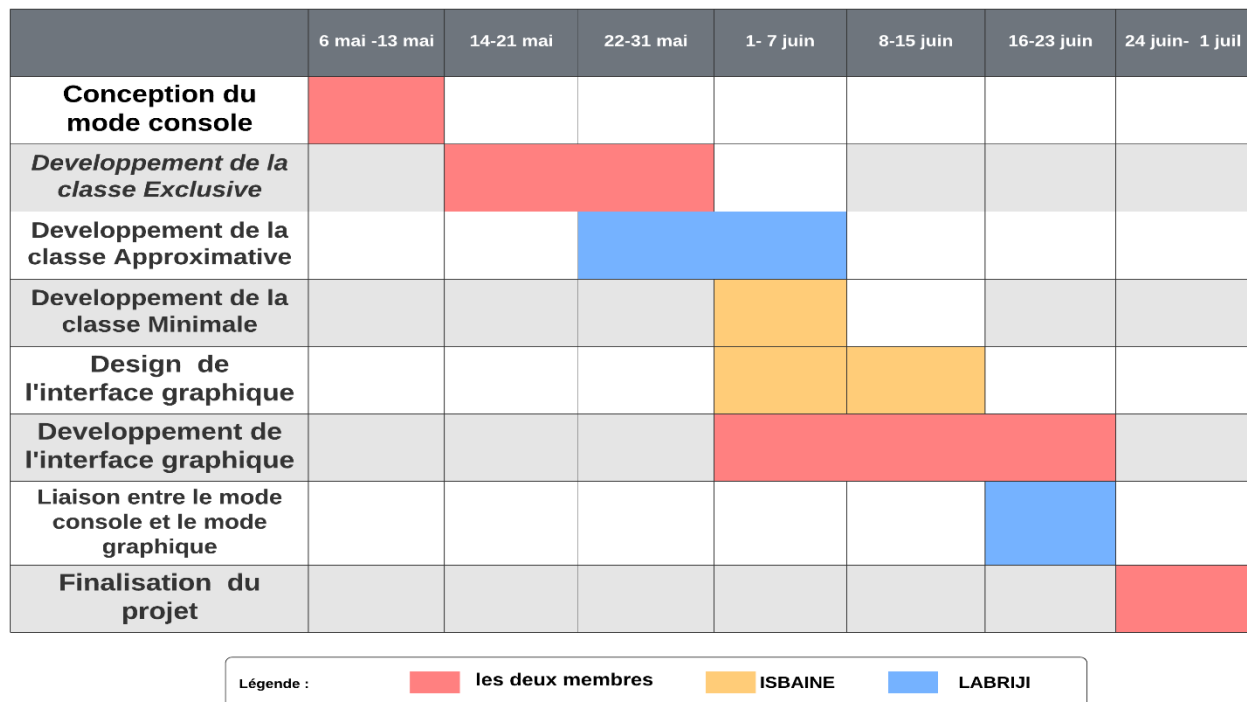 6 mai -13 mai 14-21 mai 22-31 mai 1- 7 juin 8-15 juin 16-23 juin 24 juin- 1 juil
Conception du
mode console
Developpement de la
classe Exclusive
Developpement de la
classe Approximative
Developpement de la
classe Minimale
Design de
l'interface graphique
Developpement de
l'interface graphique
Liaison entre le mode
console et le mode
graphique
Finalisation du
projet
Légende : les deux membres ISBAINE LABRIJI